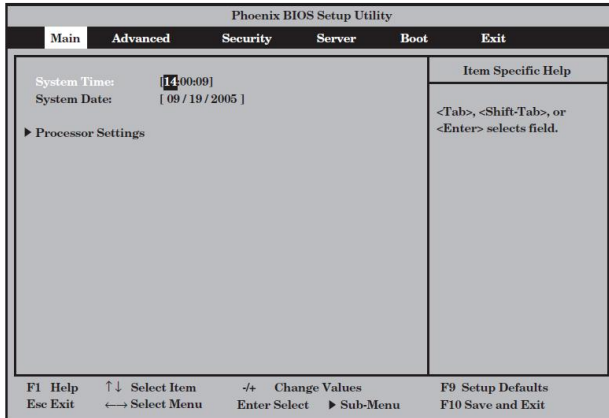 Phoenix BIOS Setup Utility
Main Advanced Security Server Boot Exit
System Time: [14:00:09]
System Date: [ 09 / 19 / 2005 ]
▶ Processor Settings
Item Specific Help
<Tab>, <Shift-Tab>, or
<Enter> selects field.
F1 Help ↑↓ Select Item -/+ Change Values F9 Setup Defaults
Esc Exit ←→ Select Menu Enter Select ▶ Sub-Menu F10 Save and Exit